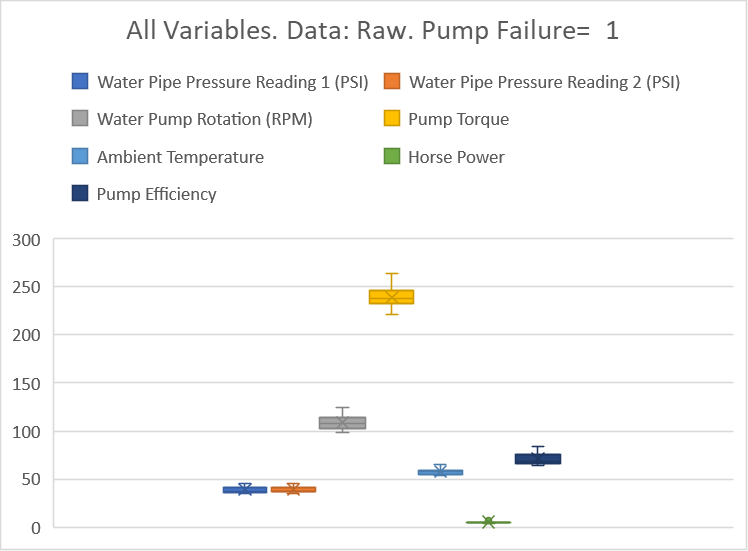 All Variables. Data: Raw. Pump Failure=  1
Water Pipe Pressure Reading 1 (PSI)
Water Pipe Pressure Reading 2 (PSI)
Water Pump Rotation (RPM)
Pump Torque
Ambient Temperature
Horse Power
Pump Efficiency
300
250
200
150
100
50
0